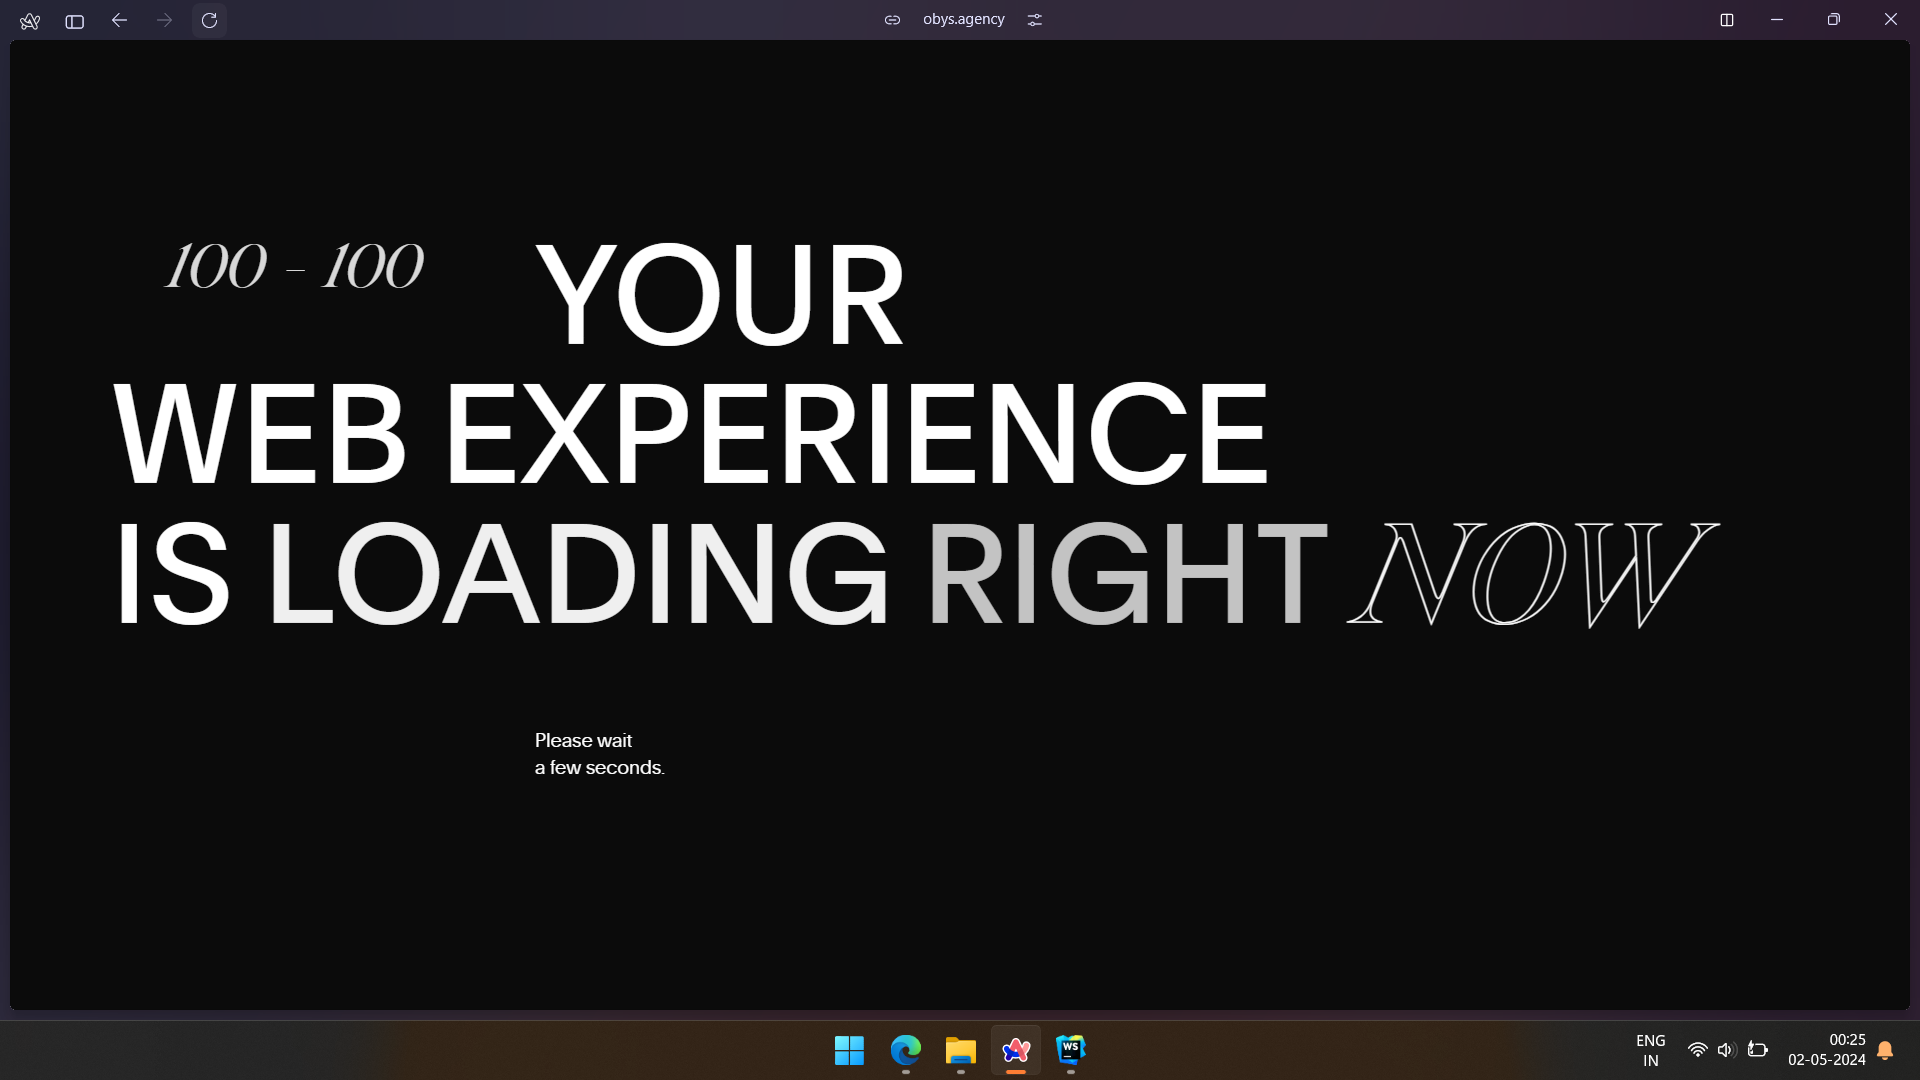 obys.agency
100 – 100
YOUR
WEB EXPERIENCE
IS LOADING RIGHT NOW
Please wait
a few seconds.
WS
ENG
IN
00:25
02-05-2024